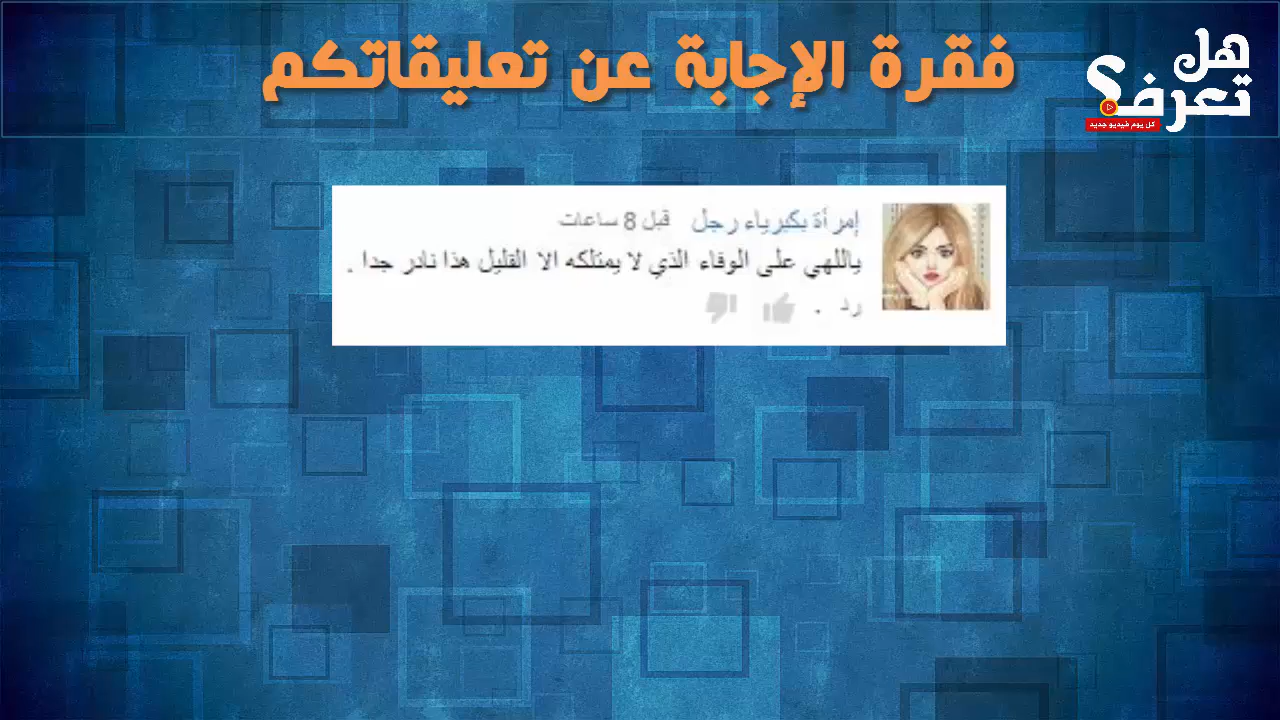 فقرة الإجابة عن تعليقاتكم
هل
تعرف؟
كل يوم فيديو جديد
إمرأة بكبرياء رجل قبل 8 ساعات
ياللهي على الوفاء الذي لا يمتلكه الا القليل هذا نادر جدا .
رد .